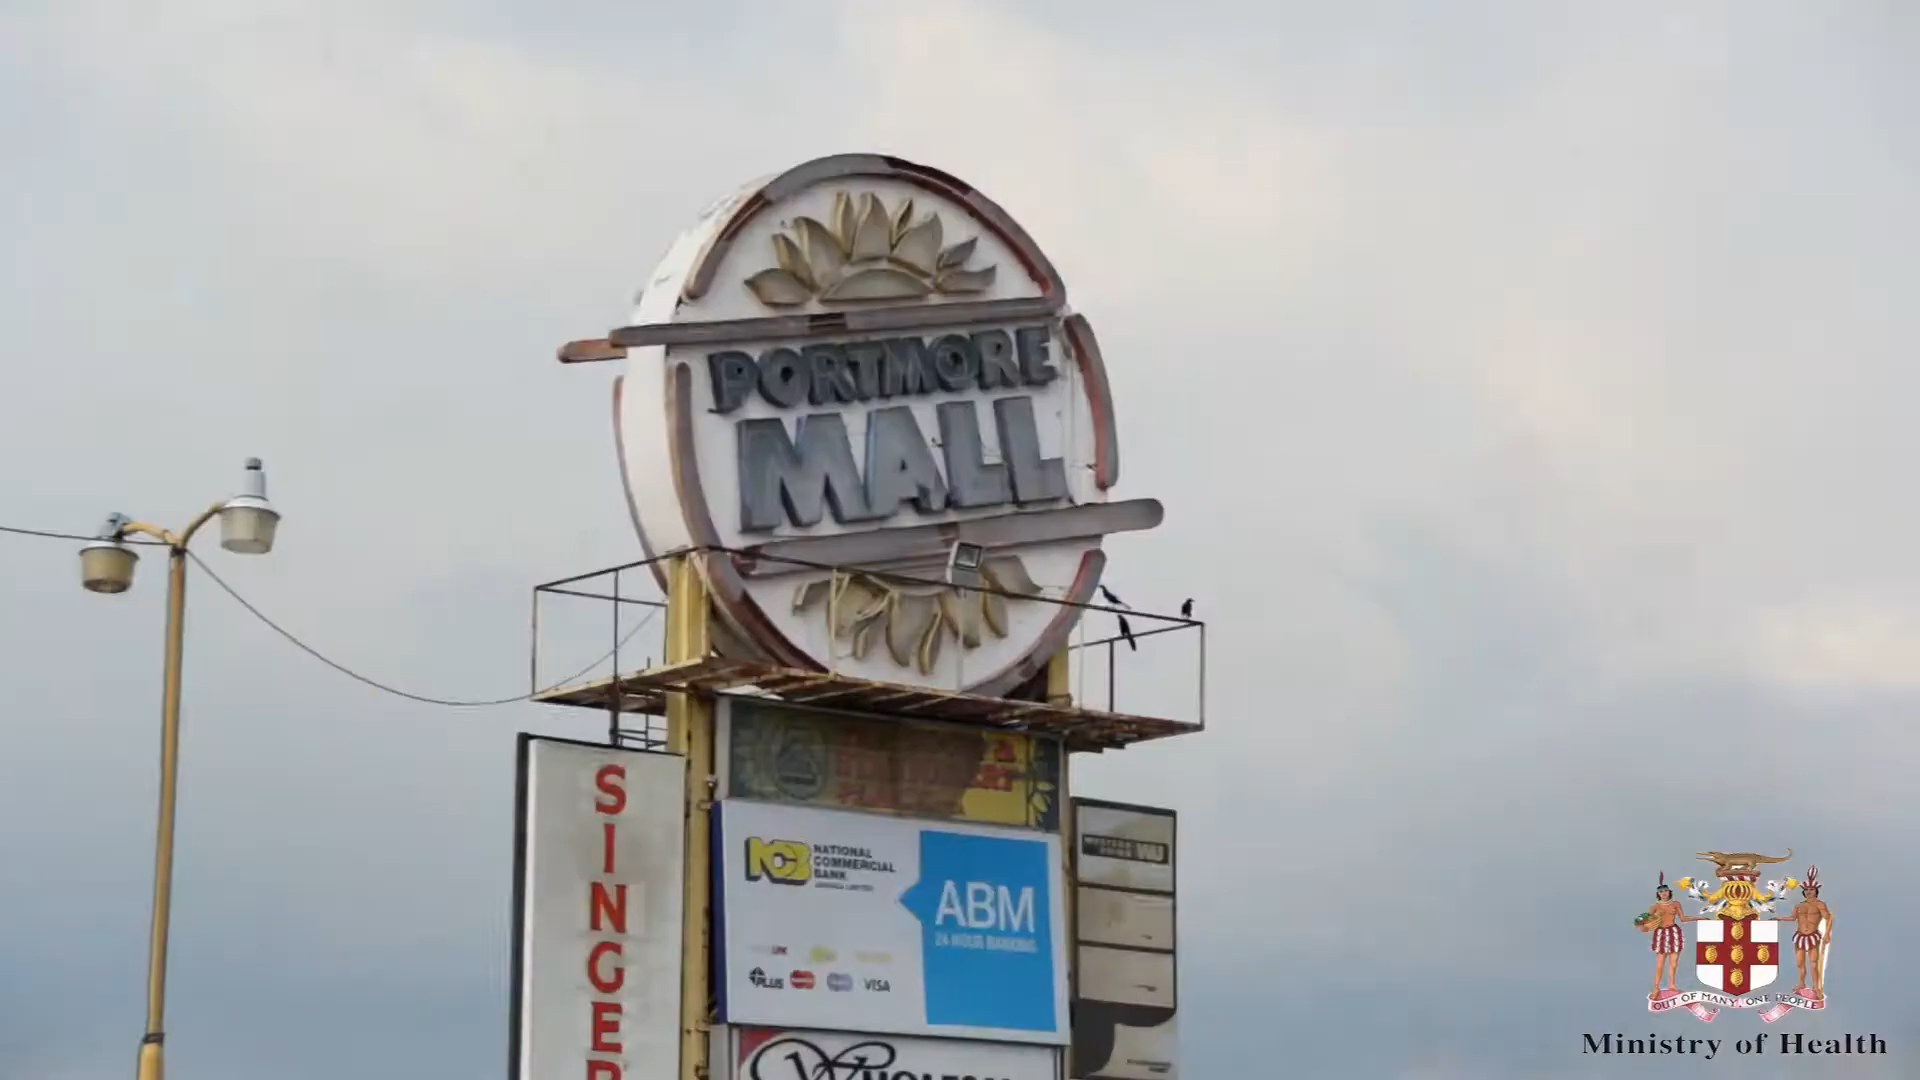 PORTMORE
MALL
SINGER
NCB NATIONAL
COMMERCIAL
BANK
ABM
24 HOUR BANKING
PLUS
VISA
WU
OUT OF MANY, ONE PEOPLE
Ministry of Health